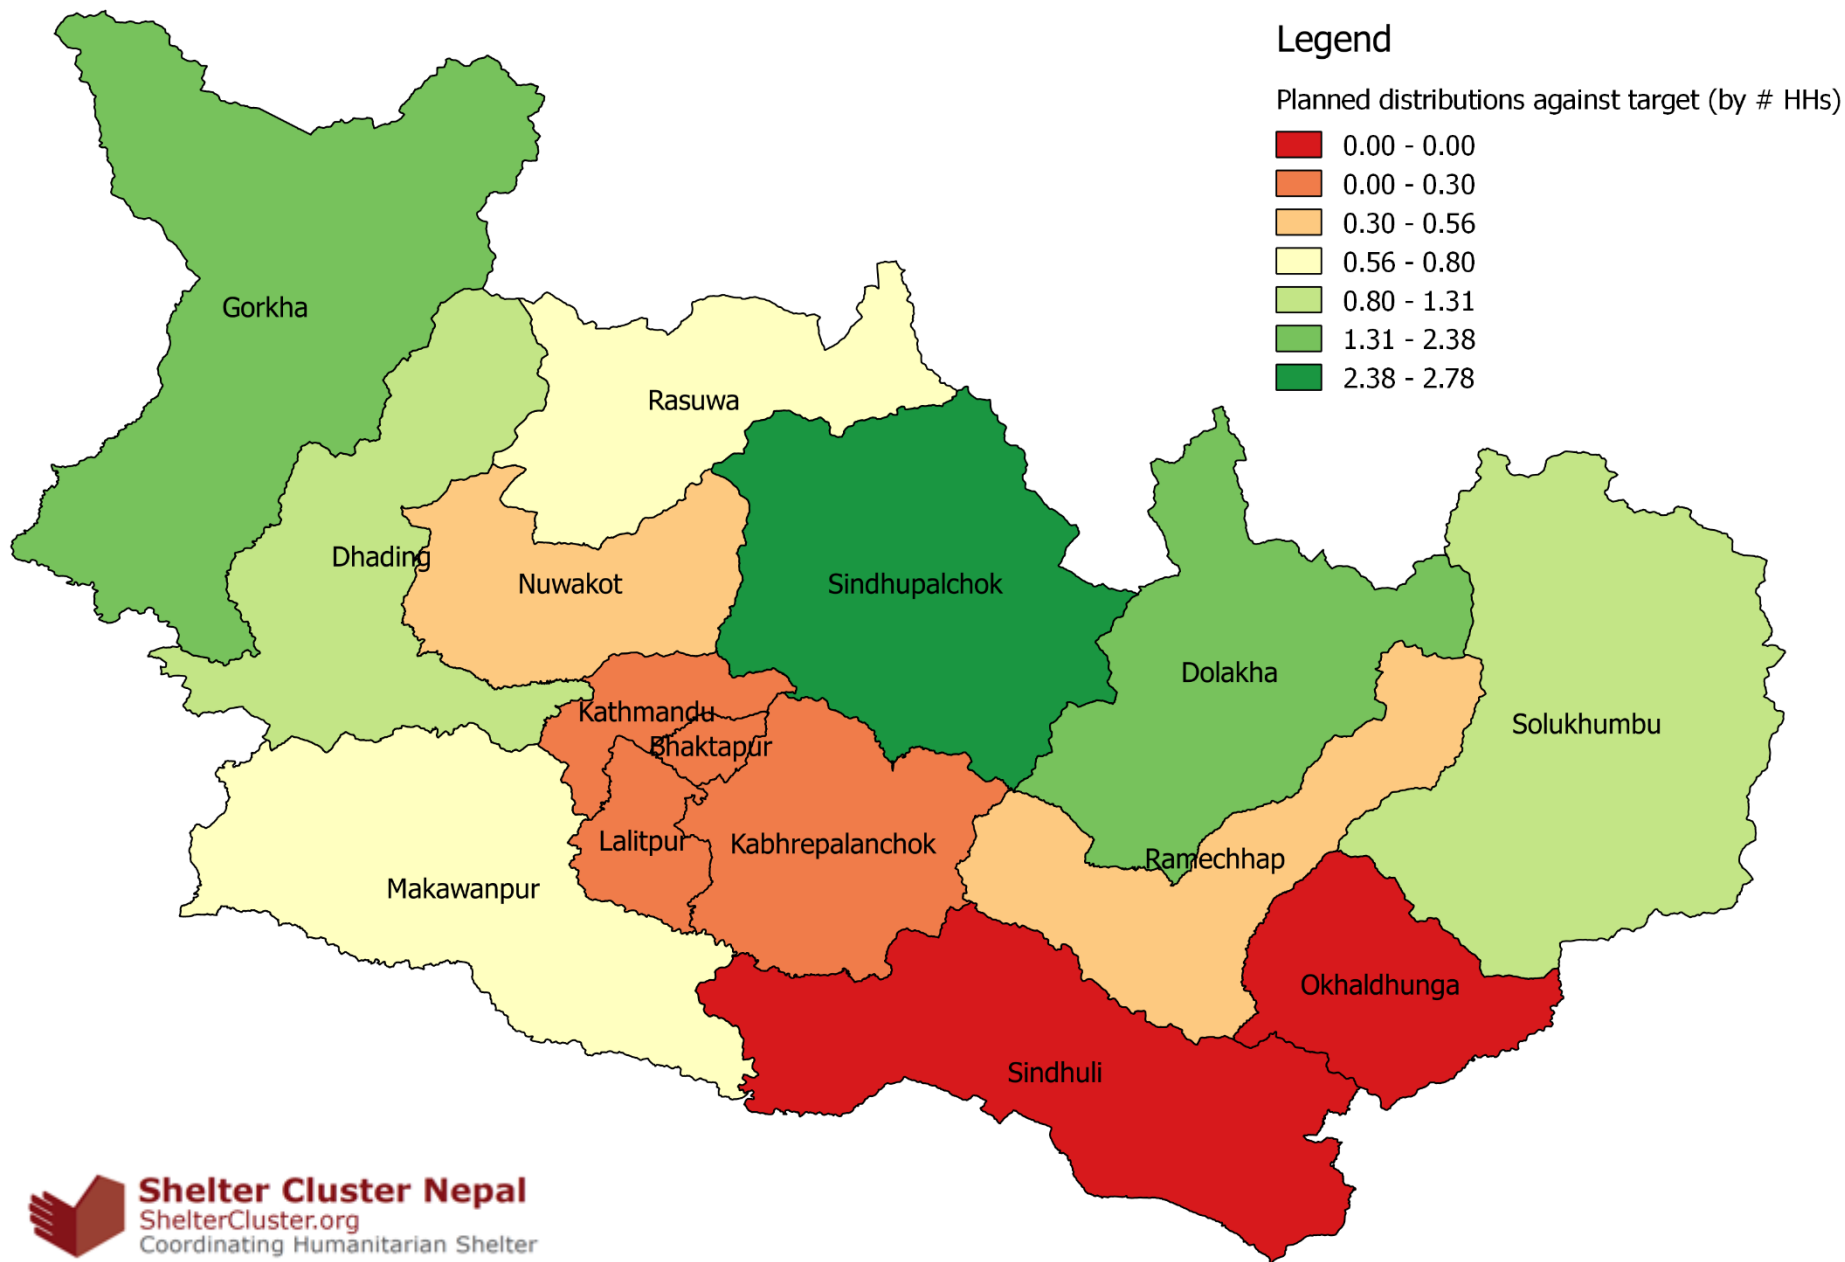 Legend
Planned distributions against target (by # HHs)
0.00 - 0.00
0.00 - 0.30
0.30 - 0.56
0.56 - 0.80
0.80 - 1.31
1.31 - 2.38
2.38 - 2.78
Gorkha
Rasuwa
Dhading
Nuwakot
Sindhupalchok
Dolakha
Solukhumbu
Kathmandu
Bhaktapur
Lalitpur
Kabhrepalanchok
Ramechhap
Makawanpur
Okhaldhunga
Sindhuli
Shelter Cluster Nepal
ShelterCluster.org
Coordinating Humanitarian Shelter